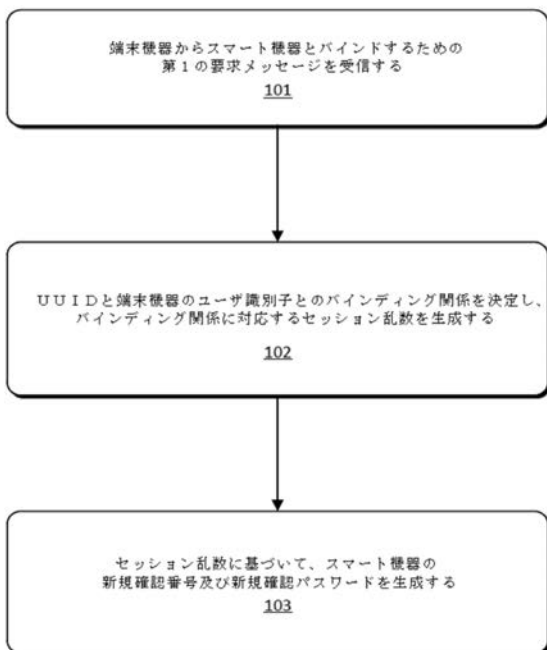 端末機器からスマート機器とバインドするための
第1の要求メッセージを受信する
101
UUIDと端末機器のユーザ識別子とのバインディング関係を決定し、
バインディング関係に対応するセッション乱数を生成する
102
セッション乱数に基づいて、スマート機器の
新規確認番号及び新規確認パスワードを生成する
103